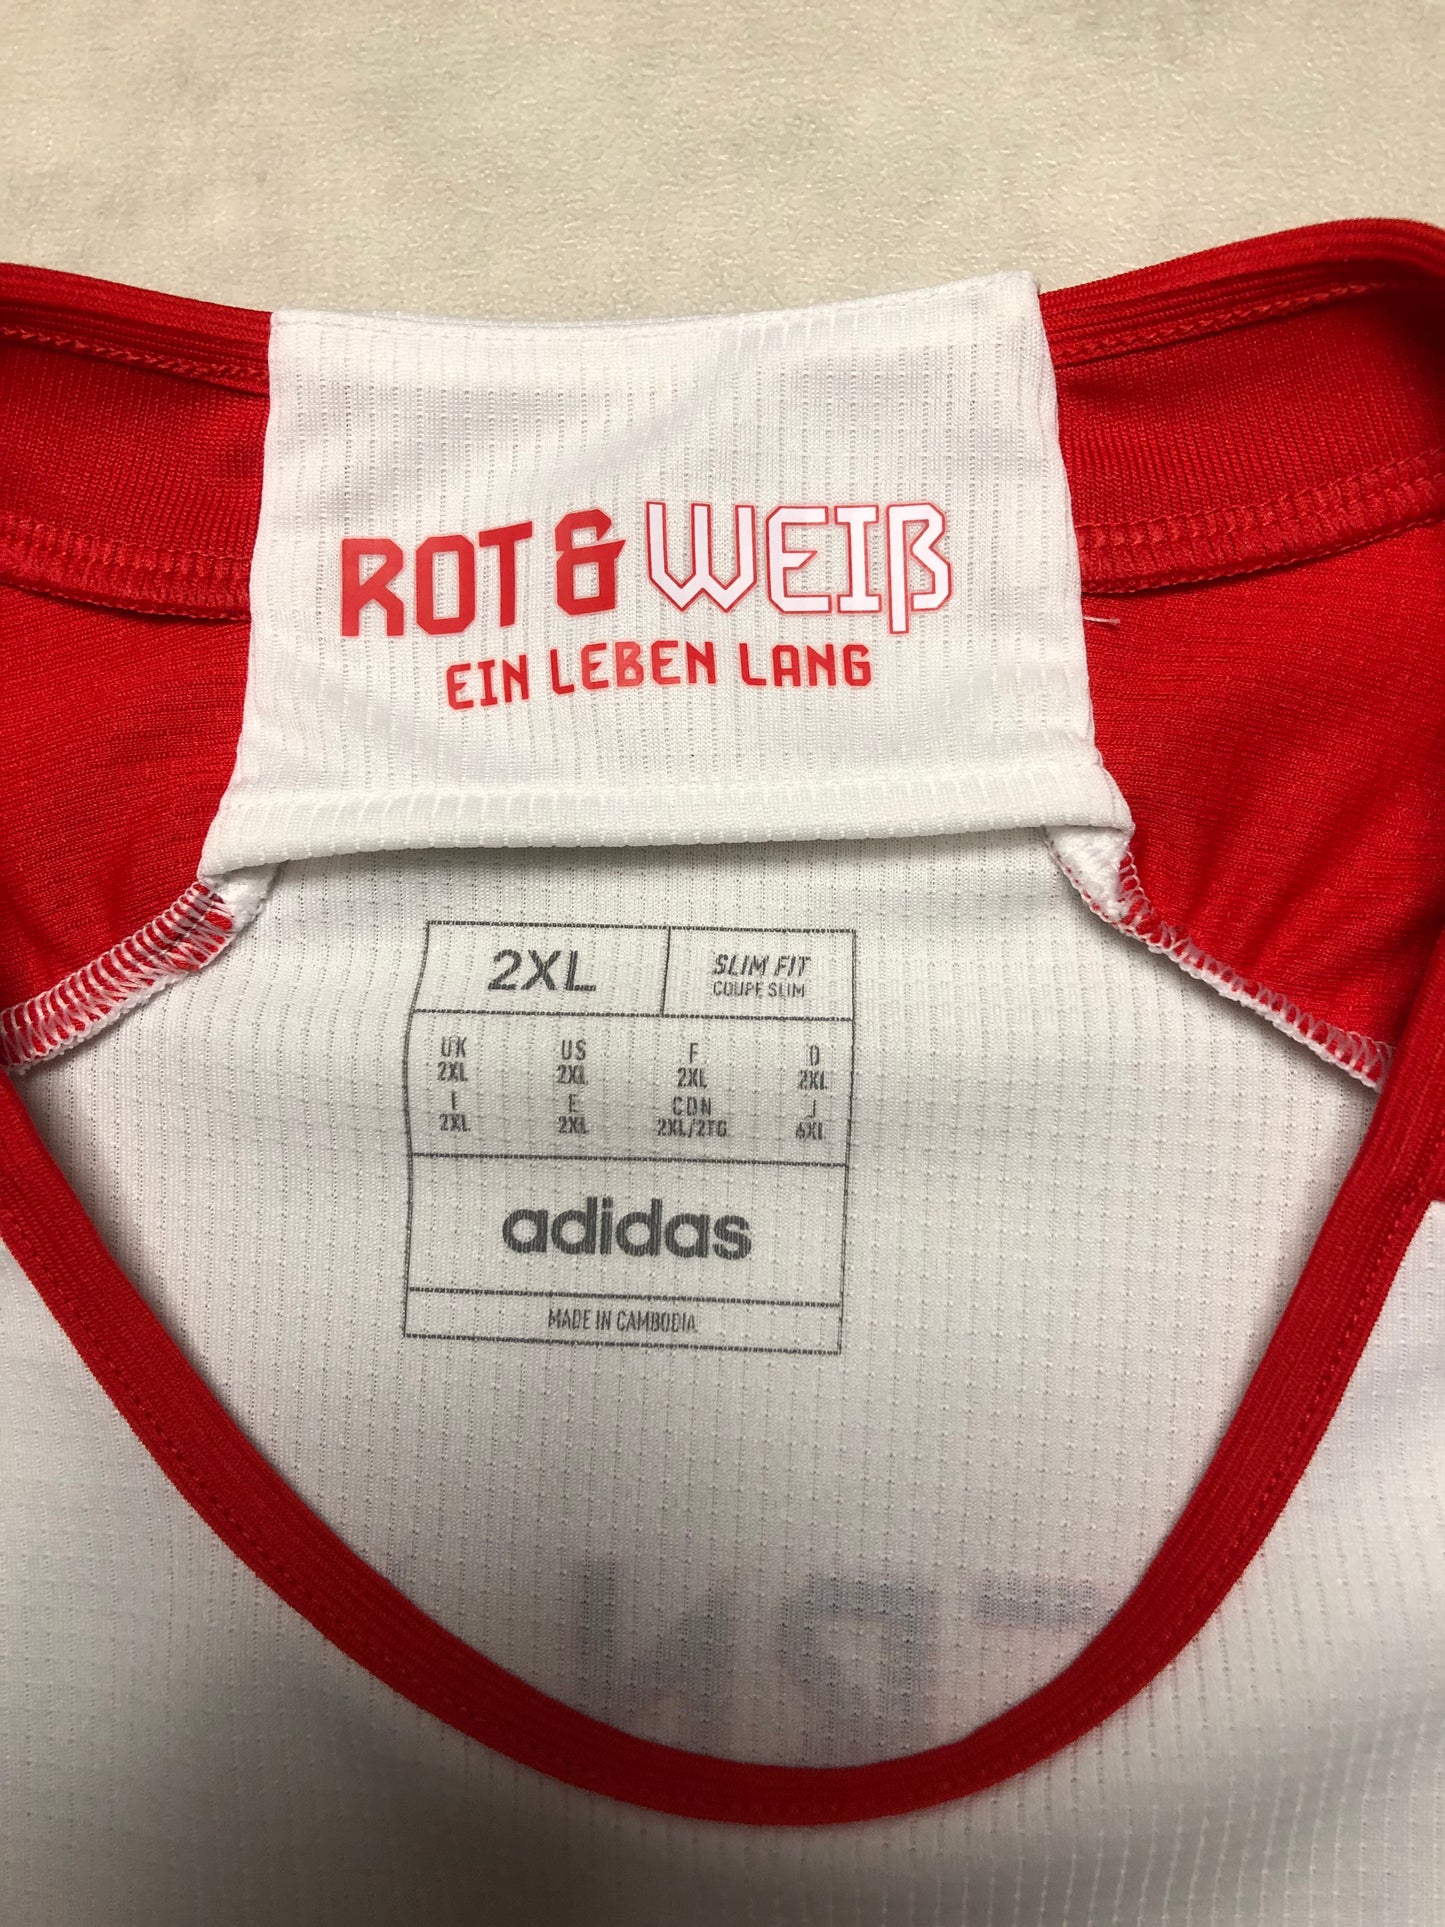 ROT & WEIß
EIN LEBEN LANG
2XL
SLIM FIT
COUPE SLIM
UK US F D
2XL 2XL 2XL 2XL
I E CDN J
2XL 2XL 2XL/2TG 4XL
adidas
MADE IN CAMBODIA